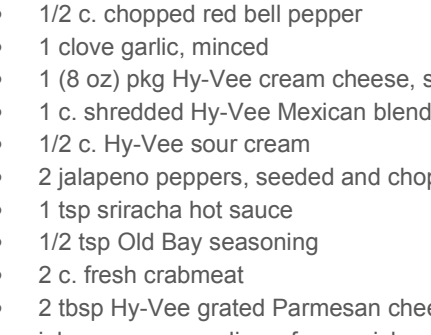 • 1/2 c. chopped red bell pepper
• 1 clove garlic, minced
• 1 (8 oz) pkg Hy-Vee cream cheese,
• 1 c. shredded Hy-Vee Mexican blend
• 1/2 c. Hy-Vee sour cream
• 2 jalapeno peppers, seeded and
• 1 tsp sriracha hot sauce
• 1/2 tsp Old Bay seasoning
• 2 c. fresh crabmeat
• 2 tbsp Hy-Vee grated Parmesan